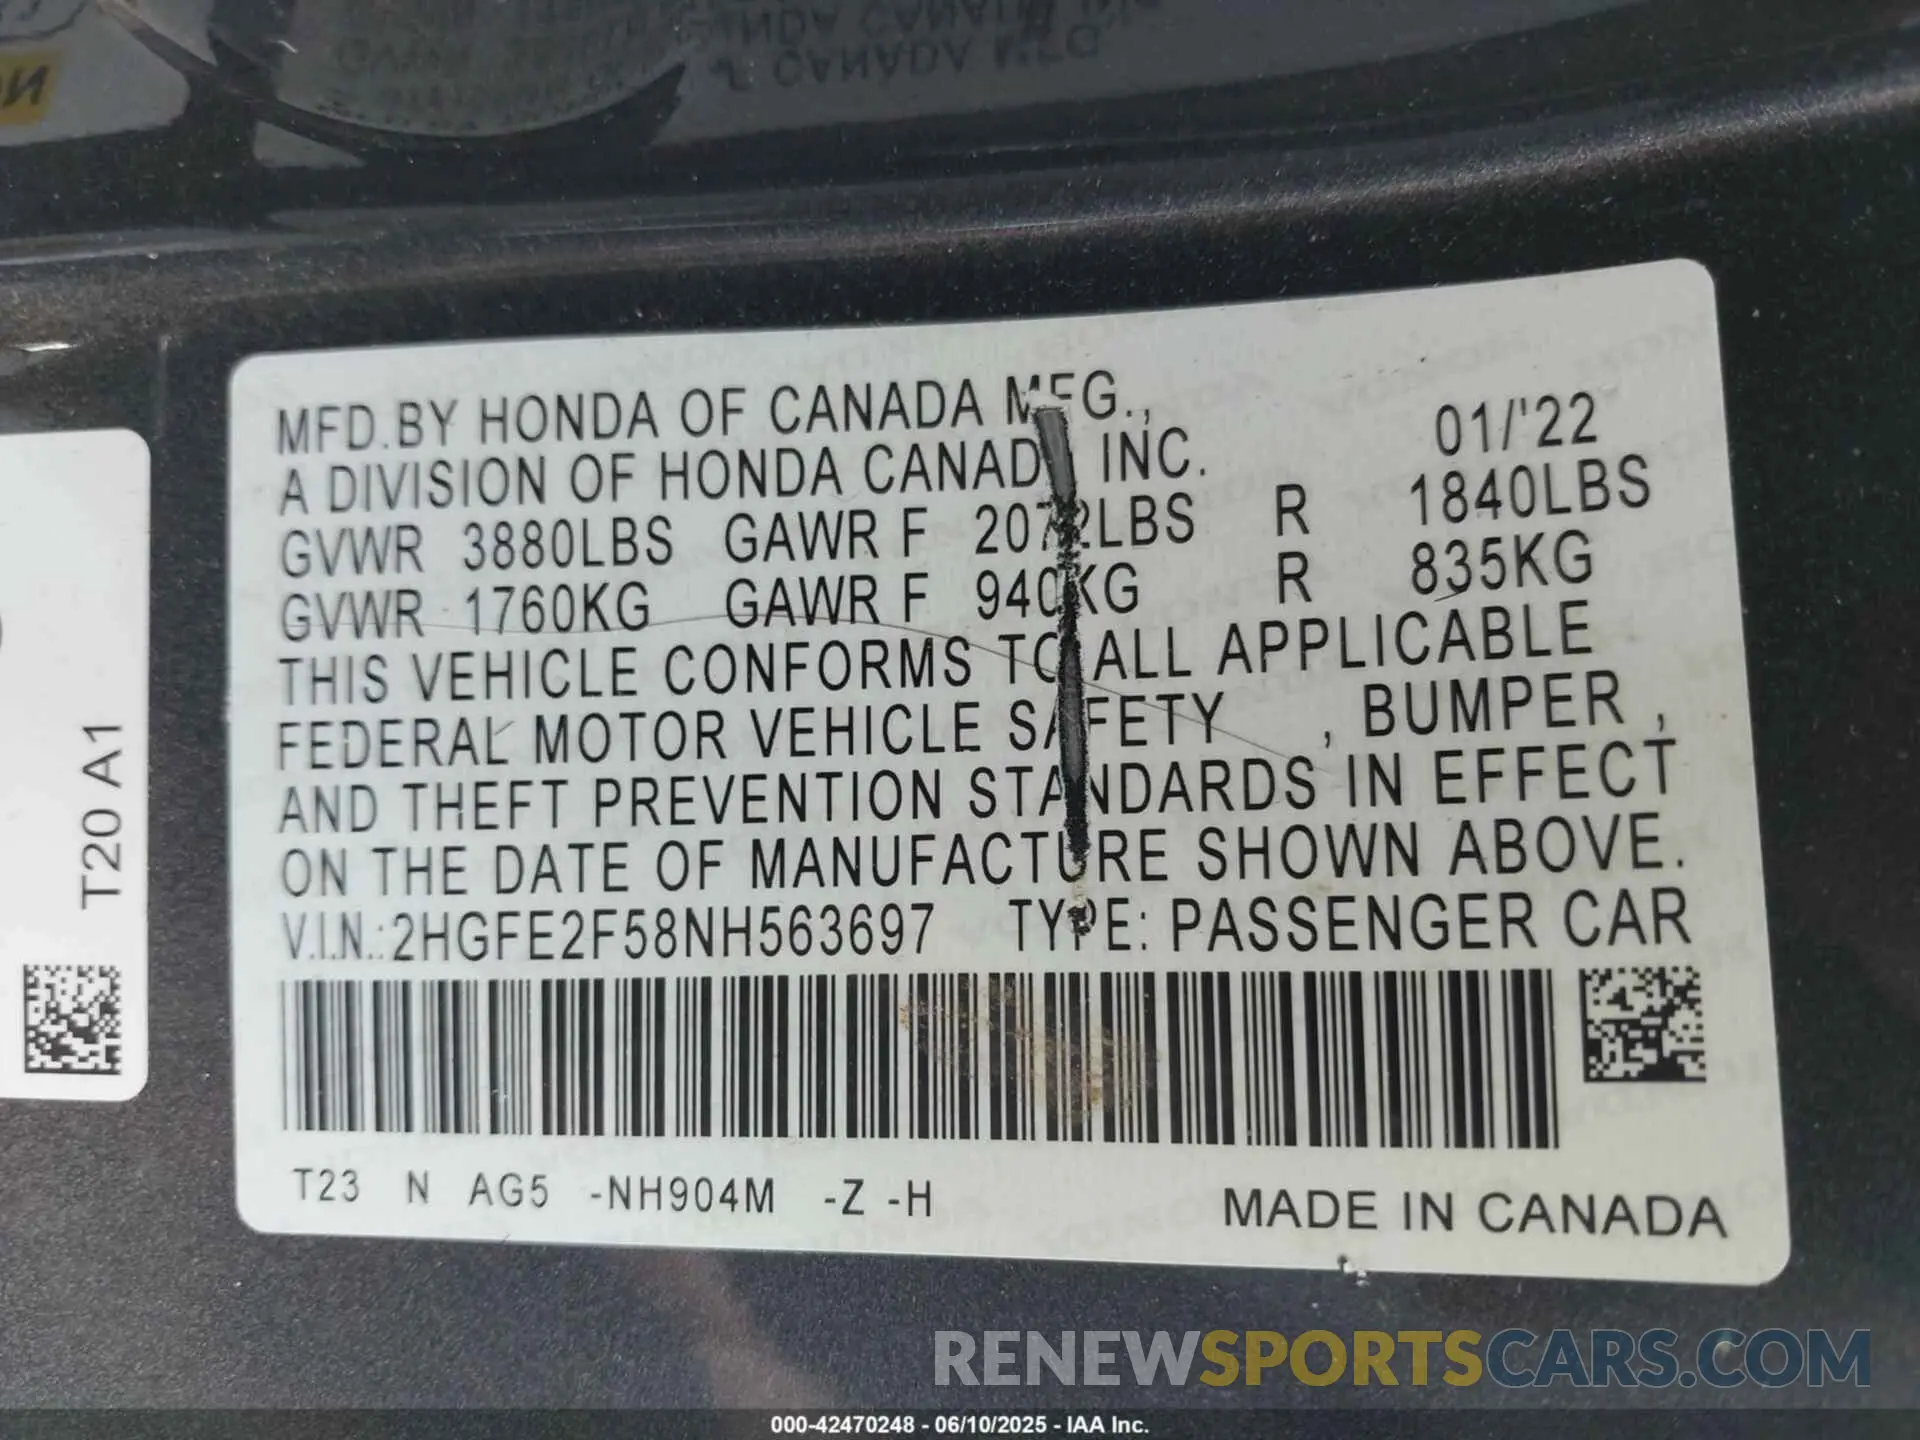 MFD.BY HONDA OF CANADA MFG., 01/'22
A DIVISION OF HONDA CANADA INC.
GVWR 3880LBS GAWR F 2072LBS R 1840LBS
GVWR 1760KG GAWR F 940KG R 835KG
THIS VEHICLE CONFORMS TO ALL APPLICABLE
FEDERAL MOTOR VEHICLE SAFETY , BUMPER ,
AND THEFT PREVENTION STANDARDS IN EFFECT
ON THE DATE OF MANUFACTURE SHOWN ABOVE.
V.I.N.:2HGFE2F58NH563697 TYPE: PASSENGER CAR
T23 N AG5 -NH904M -Z -H
MADE IN CANADA
T20 A1
RENEWSPORTSCARS.COM
000-42470248 - 06/10/2025 - IAA Inc.